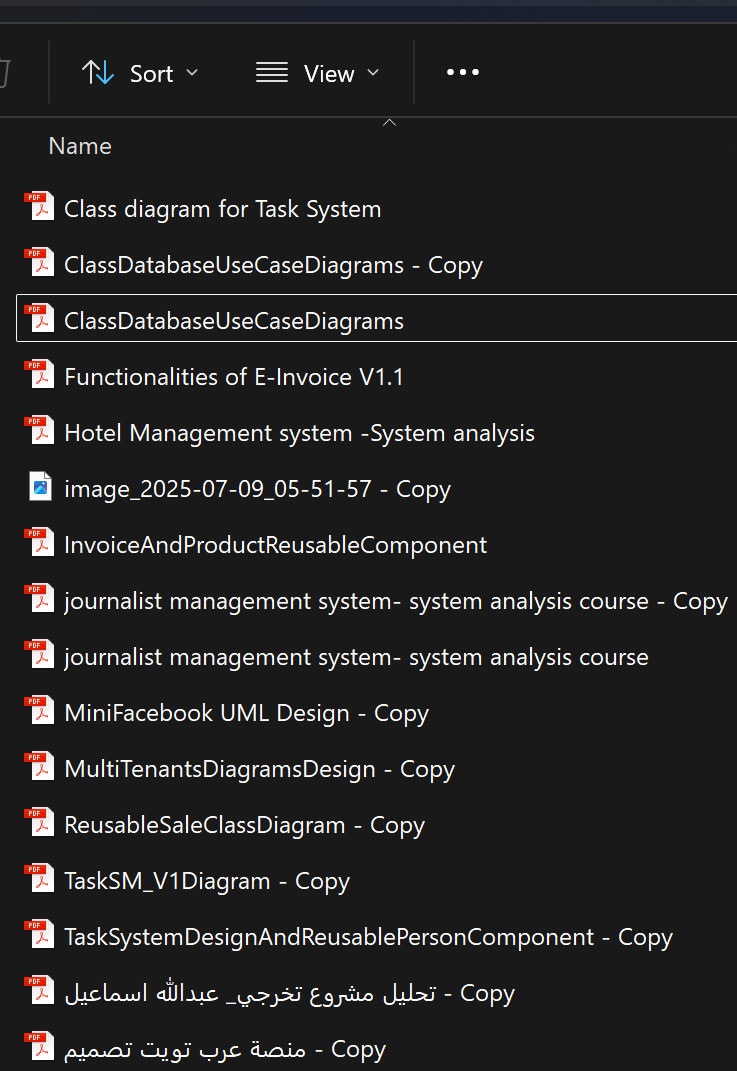 Sort
View
Name
Class diagram for Task System
ClassDatabaseUseCaseDiagrams - Copy
ClassDatabaseUseCaseDiagrams
Functionalities of E-Invoice V1.1
Hotel Management system -System analysis
image_2025-07-09_05-51-57 - Copy
InvoiceAndProductReusableComponent
journalist management system- system analysis course - Copy
journalist management system- system analysis course
MiniFacebook UML Design - Copy
MultiTenantsDiagramsDesign - Copy
ReusableSaleClassDiagram - Copy
TaskSM_V1Diagram - Copy
TaskSystemDesignAndReusablePersonComponent - Copy
تحليل مشروع تخرجي_ عبدالله اسماعيل - Copy
منصة عرب تويت تصميم - Copy